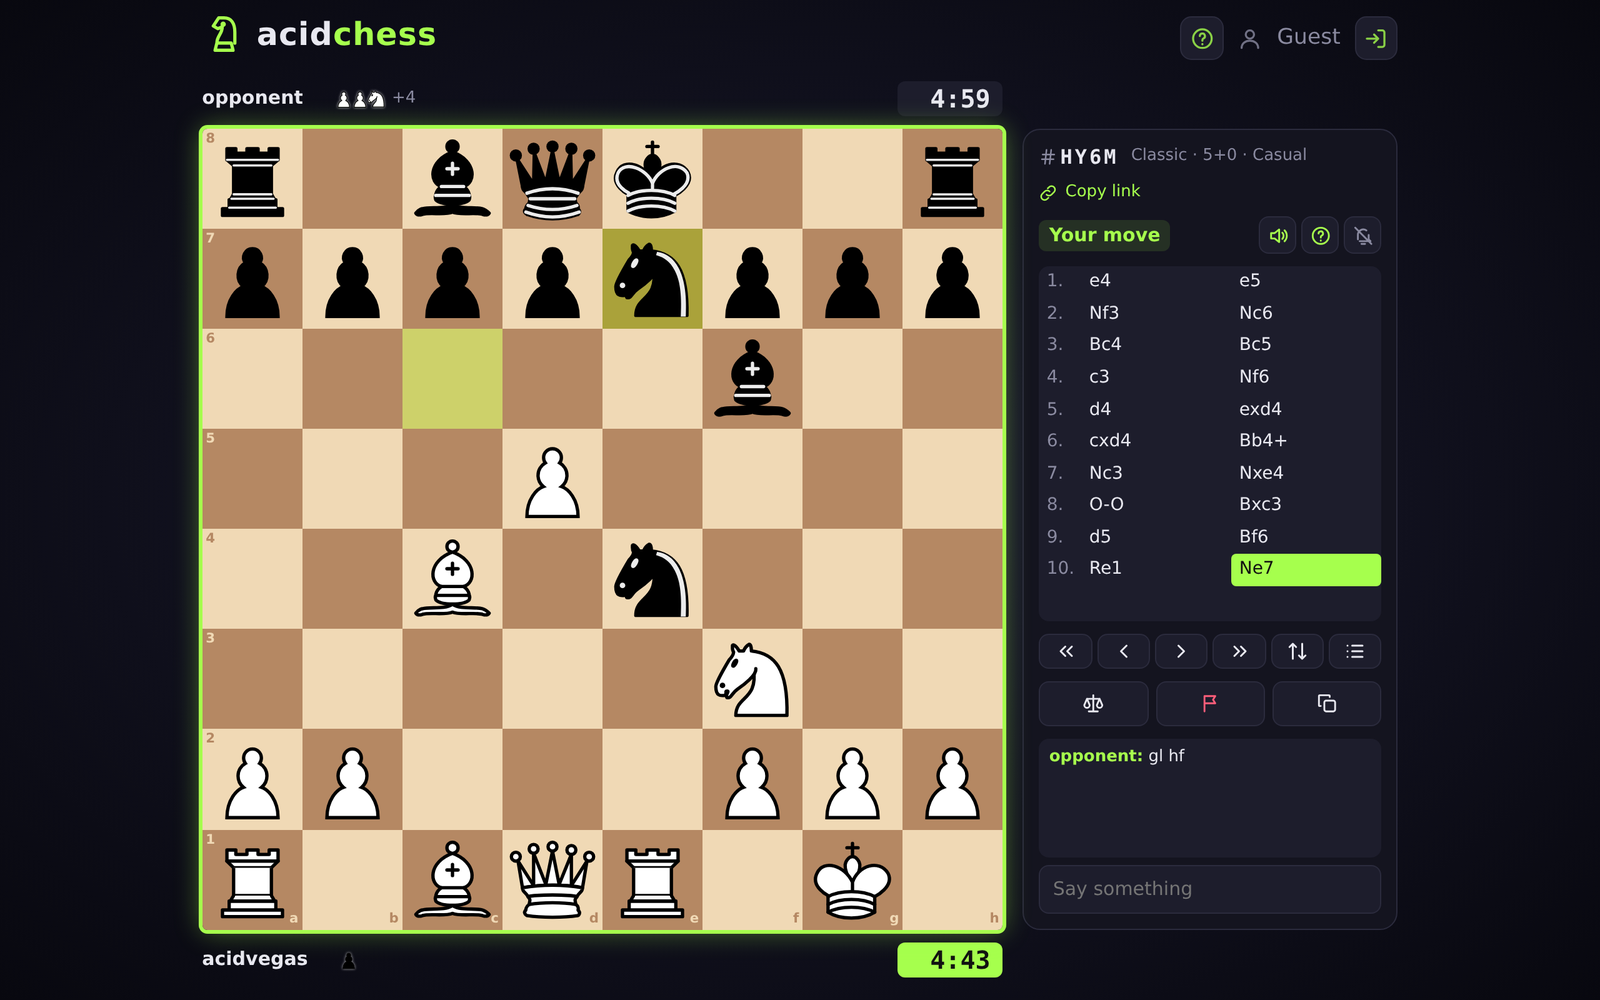 acidchess
Guest
opponent +4 4:59
8
7
6
5
4
3
2
1
a b c d e f g h
acidvegas 4:43
#HY6M Classic · 5+0 · Casual
Copy link
Your move
1. e4 e5
2. Nf3 Nc6
3. Bc4 Bc5
4. c3 Nf6
5. d4 exd4
6. cxd4 Bb4+
7. Nc3 Nxe4
8. O-O Bxc3
9. d5 Bf6
10. Re1 Ne7
opponent: gl hf
Say something